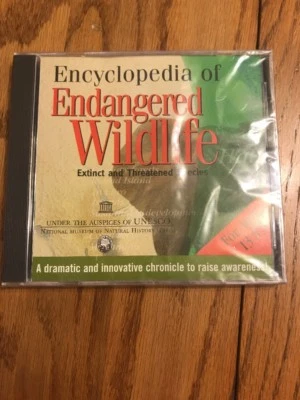 Encyclopedia of
Endangered
Wildlife
Extinct and Threatened Species
UNDER THE AUSPICES OF UNESCO
NATIONAL MUSEUM OF NATURAL HISTORY
A dramatic and innovative chronicle to raise awareness